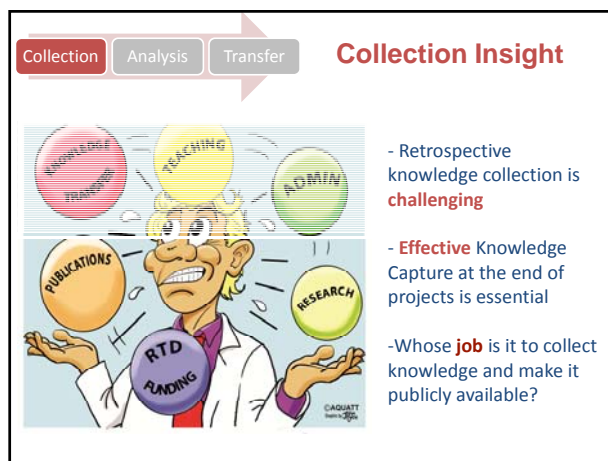 Collection Analysis Transfer
Collection Insight
KNOWLEDGE
TRANSFER
TEACHING
ADMIN
PUBLICATIONS
RESEARCH
RTD
FUNDING
©AQUATT
- Retrospective
knowledge collection is
challenging
- Effective Knowledge
Capture at the end of
projects is essential
-Whose job is it to collect
knowledge and make it
publicly available?